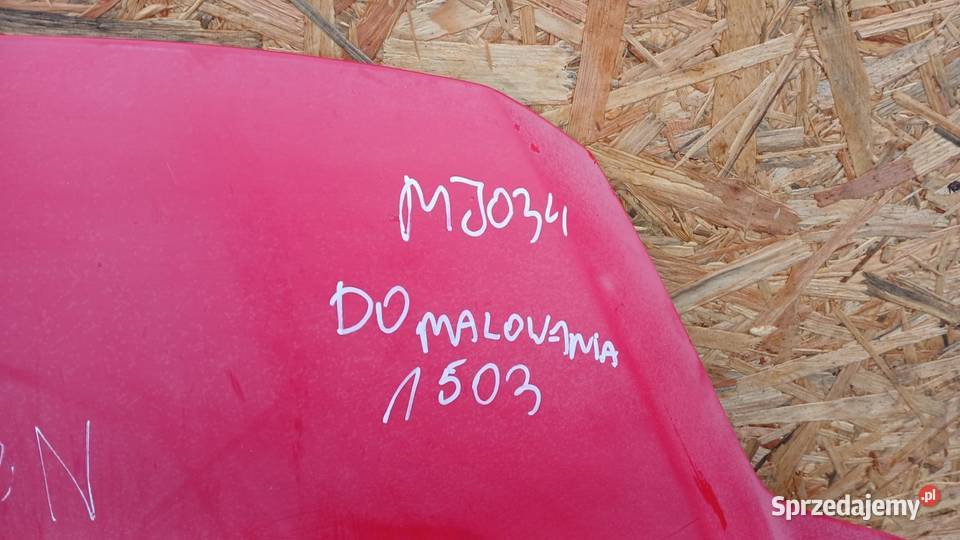 MJ034
DO MALOWANIA
1503
N
Sprzedajemy.pl